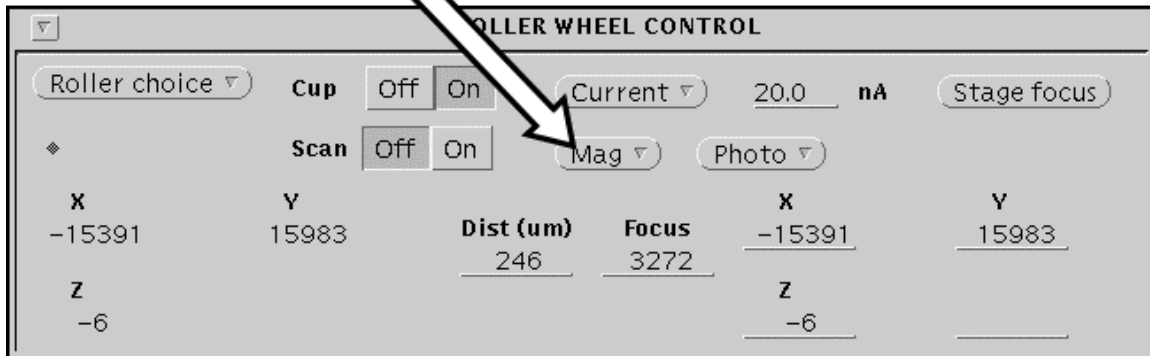 OLLER WHEEL CONTROL
Roller choice Cup Off On Current 20.0 nA Stage focus
Scan Off On Mag Photo
X Y Dist (um) Focus X Y
-15391 15983 246 3272 -15391 15983
Z Z
-6 -6